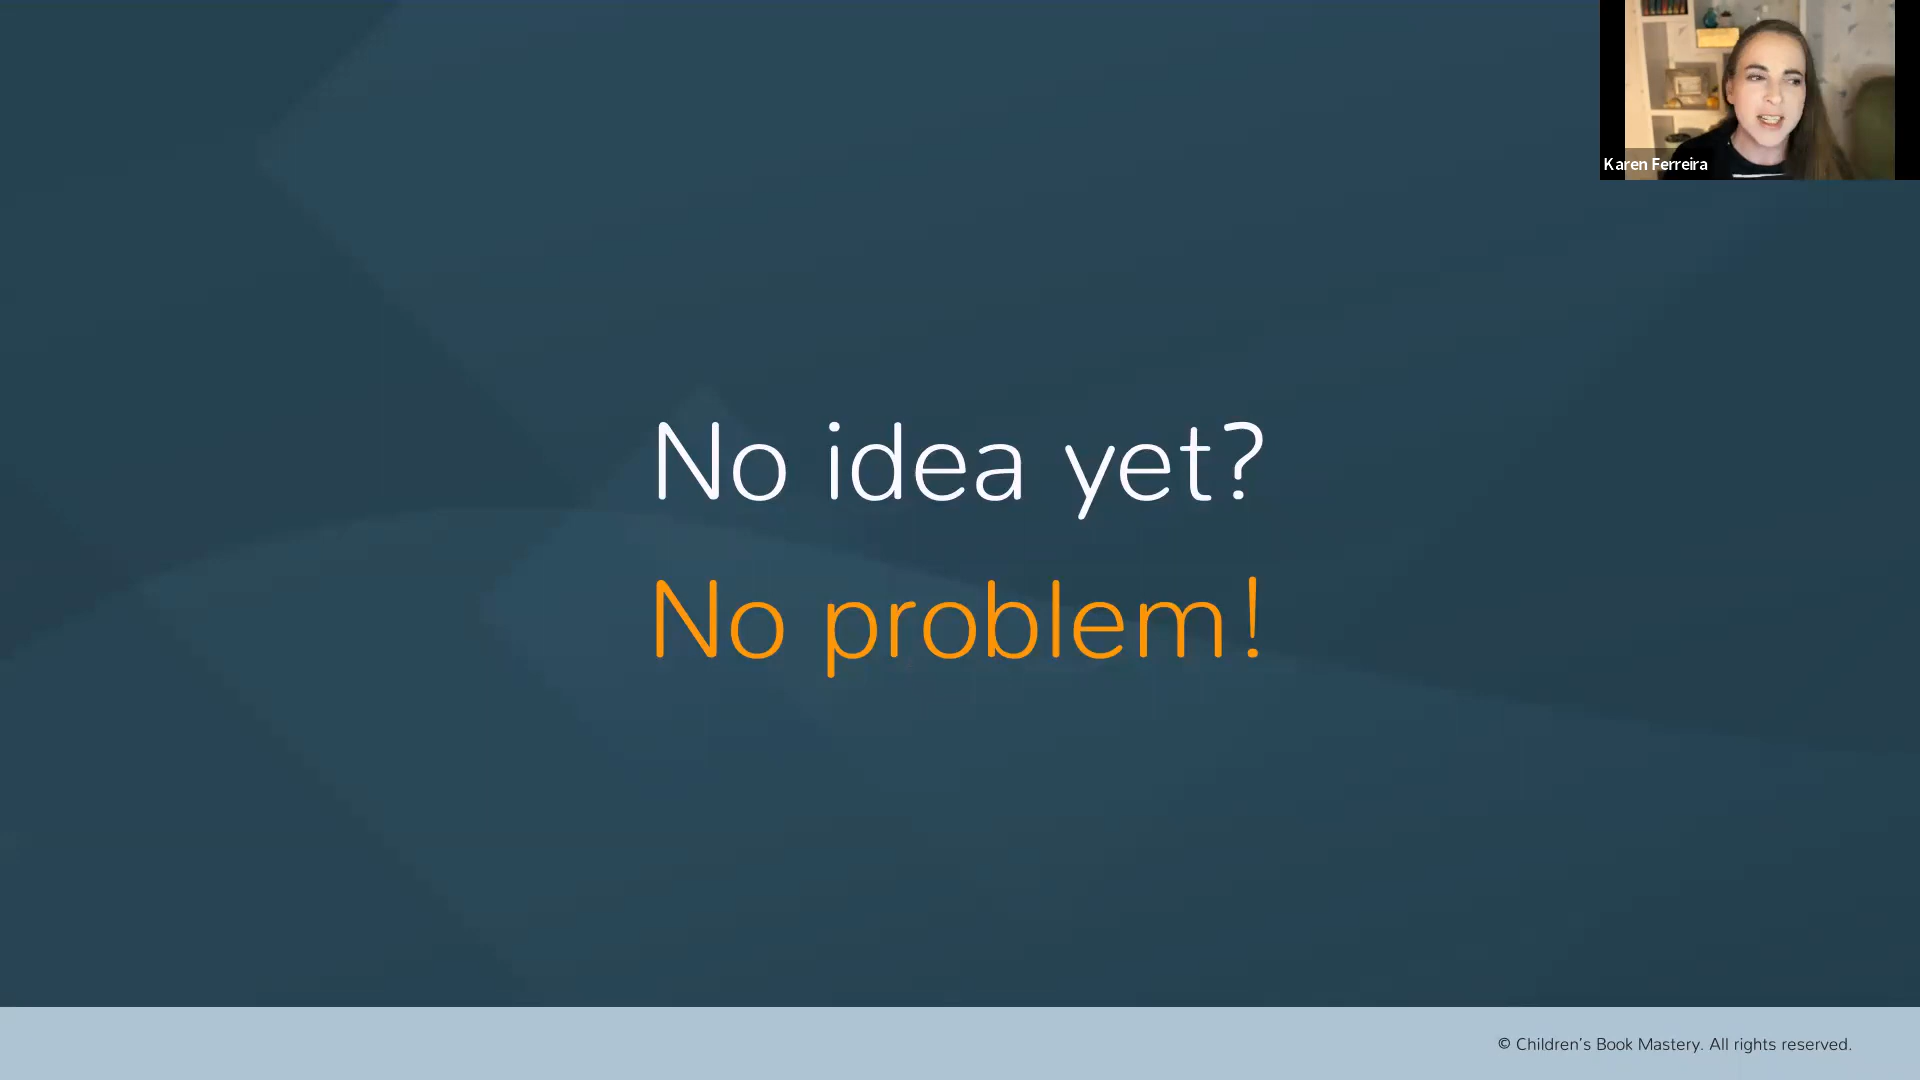 Karen Ferreira
No idea yet?
No problem!
© Children's Book Mastery. All rights reserved.